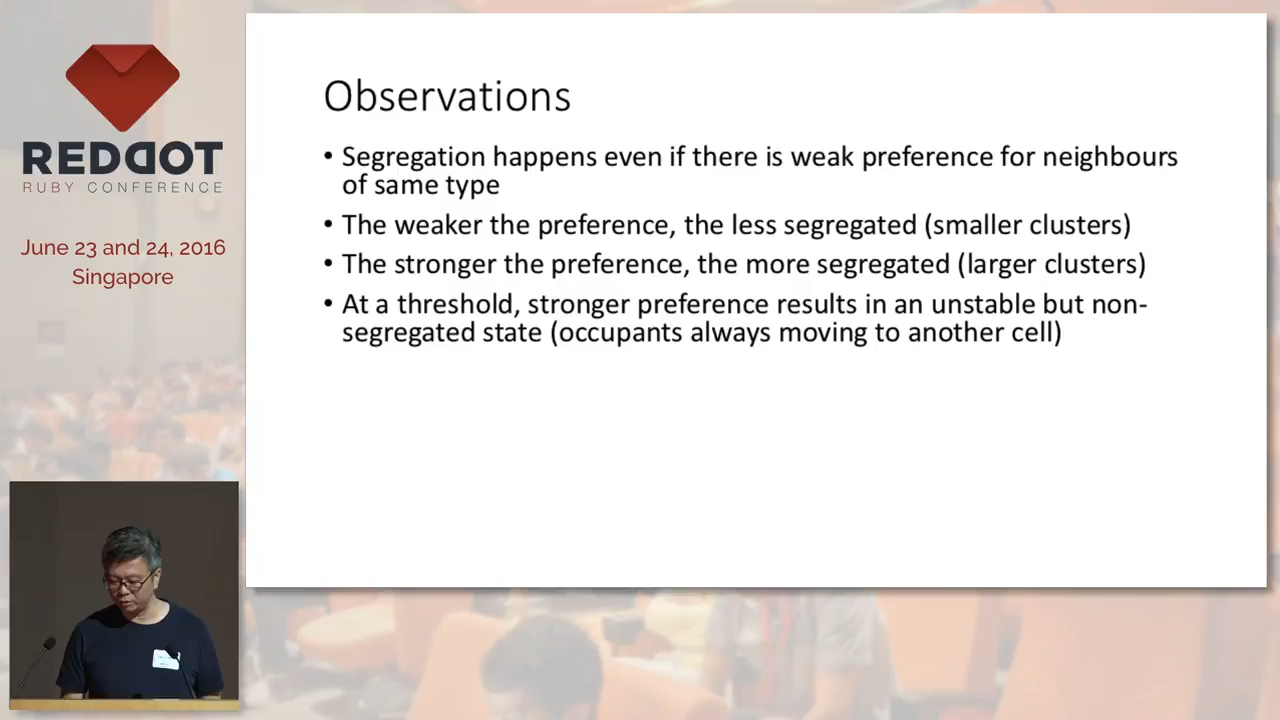 REDDOT
RUBY CONFERENCE
June 23 and 24, 2016
Singapore
Observations
• Segregation happens even if there is weak preference for neighbours
of same type
• The weaker the preference, the less segregated (smaller clusters)
• The stronger the preference, the more segregated (larger clusters)
• At a threshold, stronger preference results in an unstable but non-
segregated state (occupants always moving to another cell)